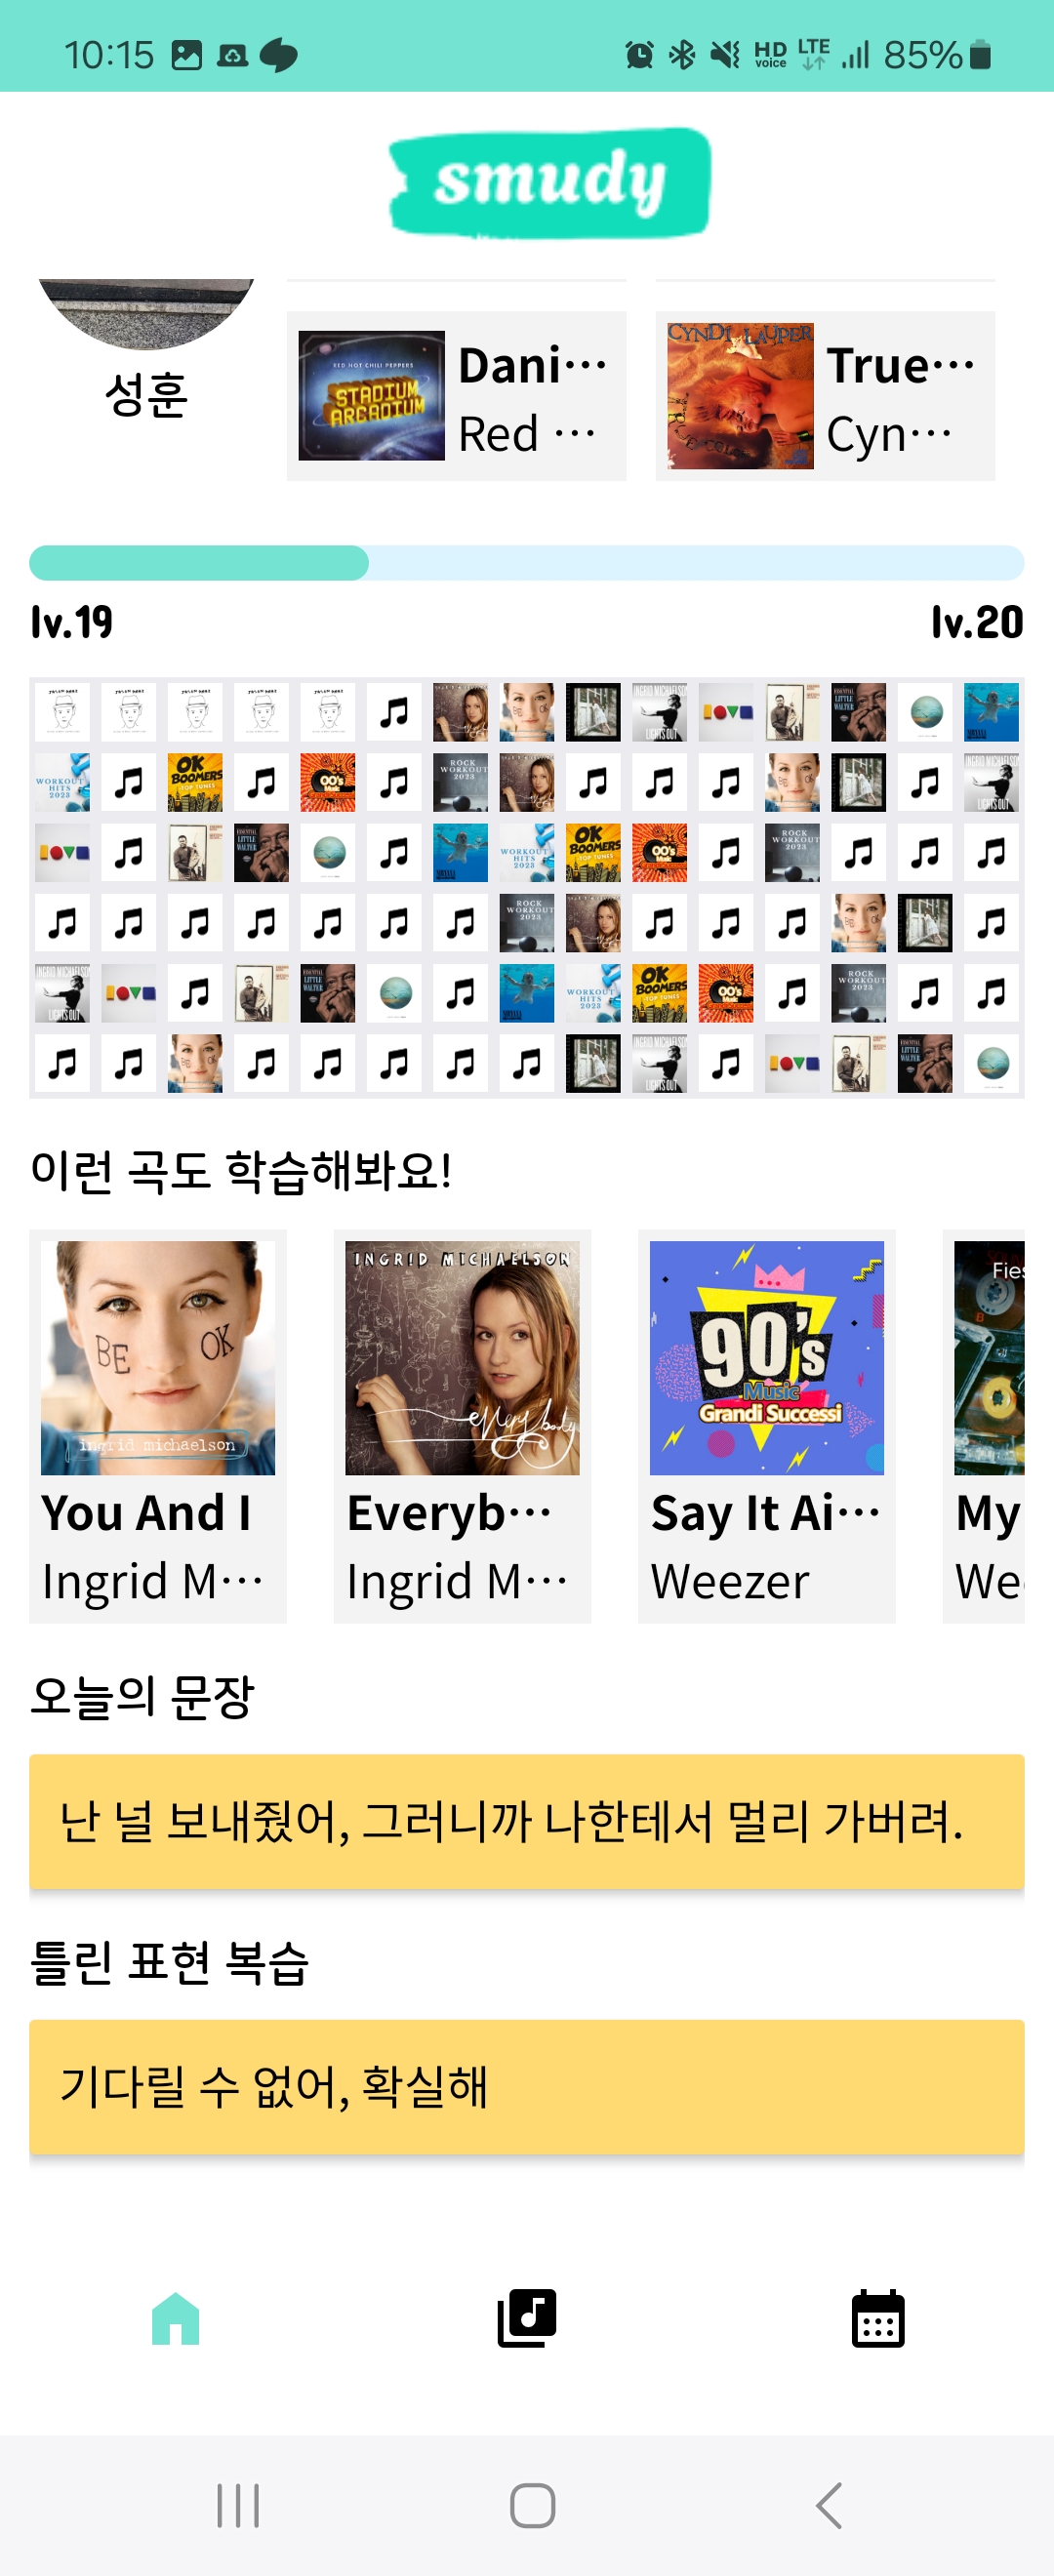 10:15
HD voice LTE 85%
smudy
성훈
RED HOT CHILI PEPPERS
STADIUM
ARCADIUM
Dani…
Red …
CYNDI LAUPER
True…
Cyn…
lv.19
lv.20
이런 곡도 학습해봐요!
BE OK
ingrid michaelson
You And I
Ingrid M…
INGRID MICHAELSON
everybody
Everyb…
Ingrid M…
90's
Music
Grandi Successi
Say It Ai…
Weezer
Fies
My
We
오늘의 문장
난 널 보내줬어, 그러니까 나한테서 멀리 가버려.
틀린 표현 복습
기다릴 수 없어, 확실해